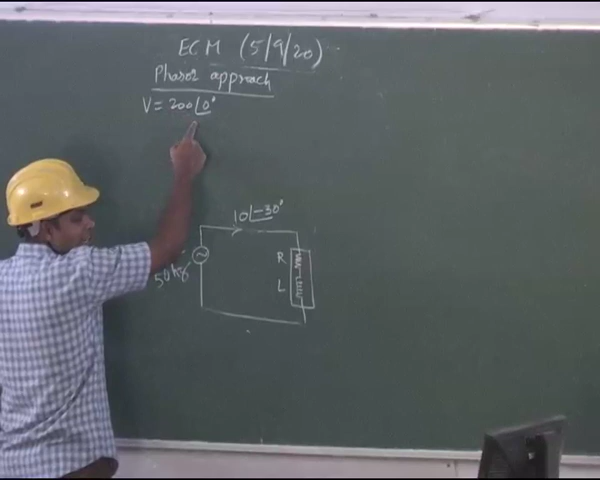 ECM (5/9/20)
Phasor approach
V = 200∠0°
10∠-30°
R
50Hz
L